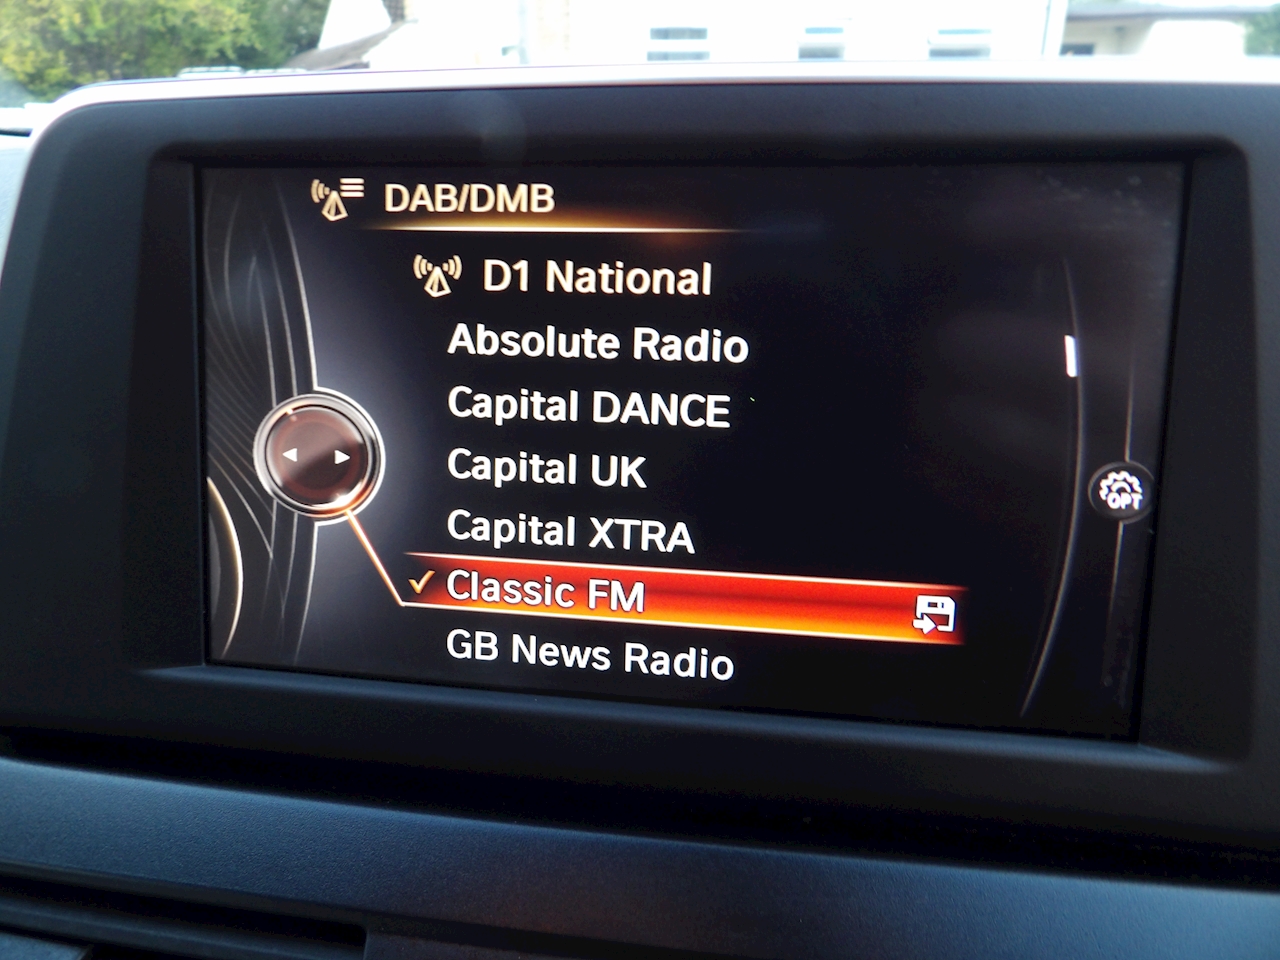 DAB/DMB
D1 National
Absolute Radio
Capital DANCE
Capital UK
Capital XTRA
Classic FM
GB News Radio
OPT